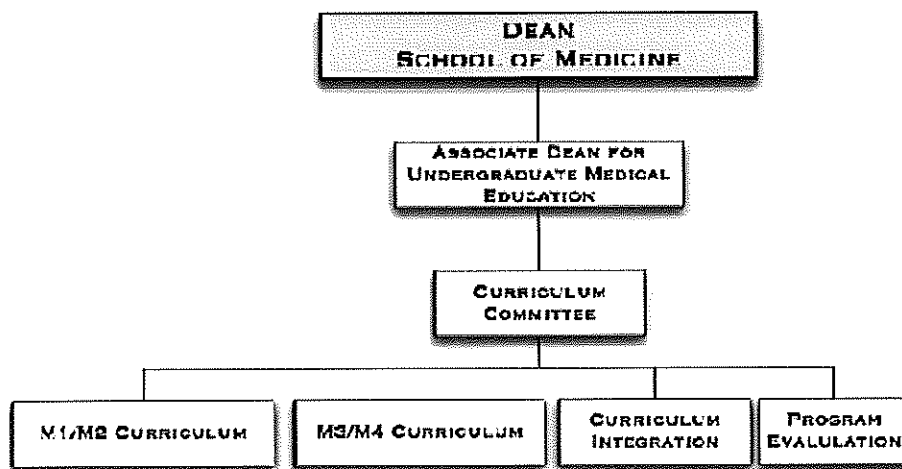 DEAN
SCHOOL OF MEDICINE
ASSOCIATE DEAN FOR
UNDERGRADUATE MEDICAL
EDUCATION
CURRICULUM
COMMITTEE
M1/M2 CURRICULUM
M3/M4 CURRICULUM
CURRICULUM
INTEGRATION
PROGRAM
EVALULATION